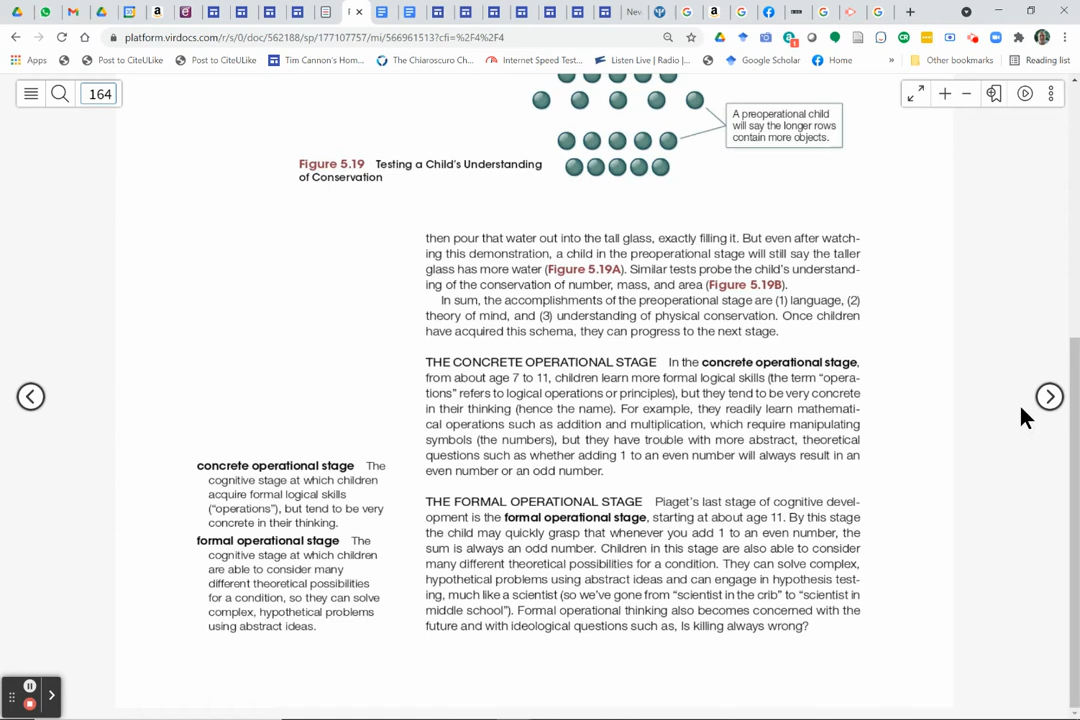 New
platform.virdocs.com/r/s/0/doc/562188/sp/177107757/mi/566961513?cfi=%2F4%2F4
Apps
Post to CiteULike
Post to CiteULike
Tim Cannon's Hom...
The Chiaroscuro Ch...
Internet Speed Test...
Listen Live | Radio |...
Google Scholar
Home
»
Other bookmarks
Reading list
164
A preoperational child
will say the longer rows
contain more objects.
Figure 5.19 Testing a Child's Understanding
of Conservation
then pour that water out into the tall glass, exactly filling it. But even after watch-
ing this demonstration, a child in the preoperational stage will still say the taller
glass has more water (Figure 5.19A). Similar tests probe the child's understand-
ing of the conservation of number, mass, and area (Figure 5.19B).
In sum, the accomplishments of the preoperational stage are (1) language, (2)
theory of mind, and (3) understanding of physical conservation. Once children
have acquired this schema, they can progress to the next stage.
THE CONCRETE OPERATIONAL STAGE In the concrete operational stage,
from about age 7 to 11, children learn more formal logical skills (the term "opera-
tions" refers to logical operations or principles), but they tend to be very concrete
in their thinking (hence the name). For example, they readily learn mathemati-
cal operations such as addition and multiplication, which require manipulating
symbols (the numbers), but they have trouble with more abstract, theoretical
questions such as whether adding 1 to an even number will always result in an
even number or an odd number.
concrete operational stage The
cognitive stage at which children
acquire formal logical skills
("operations"), but tend to be very
concrete in their thinking.
formal operational stage The
cognitive stage at which children
are able to consider many
different theoretical possibilities
for a condition, so they can solve
complex, hypothetical problems
using abstract ideas.
THE FORMAL OPERATIONAL STAGE Piaget's last stage of cognitive devel-
opment is the formal operational stage, starting at about age 11. By this stage
the child may quickly grasp that whenever you add 1 to an even number, the
sum is always an odd number. Children in this stage are also able to consider
many different theoretical possibilities for a condition. They can solve complex,
hypothetical problems using abstract ideas and can engage in hypothesis test-
ing, much like a scientist (so we've gone from "scientist in the crib" to "scientist in
middle school"). Formal operational thinking also becomes concerned with the
future and with ideological questions such as, Is killing always wrong?